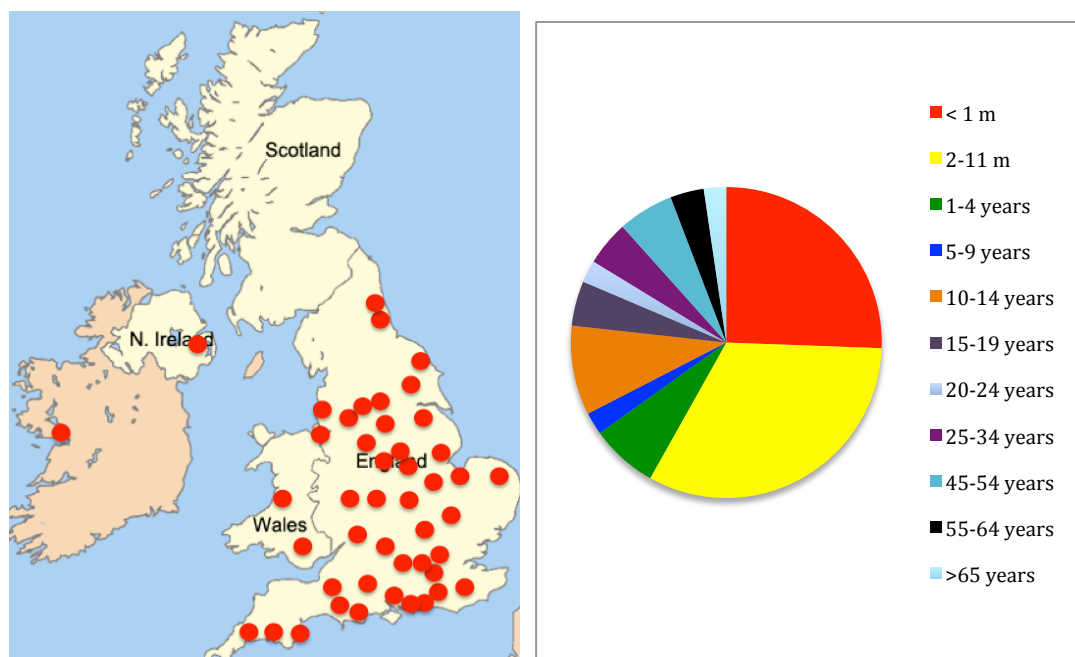 Scotland
N. Ireland
England
Wales
< 1 m
2-11 m
1-4 years
5-9 years
10-14 years
15-19 years
20-24 years
25-34 years
45-54 years
55-64 years
>65 years